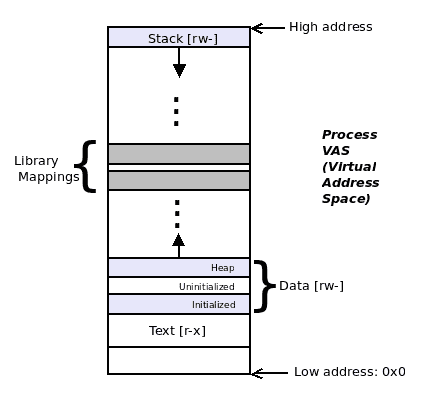 High address
Stack [rw-]
Process
VAS
(Virtual
Address
Space)
Library
Mappings
Heap
Uninitialized
Initialized
Data [rw-]
Text [r-x]
Low address: 0x0